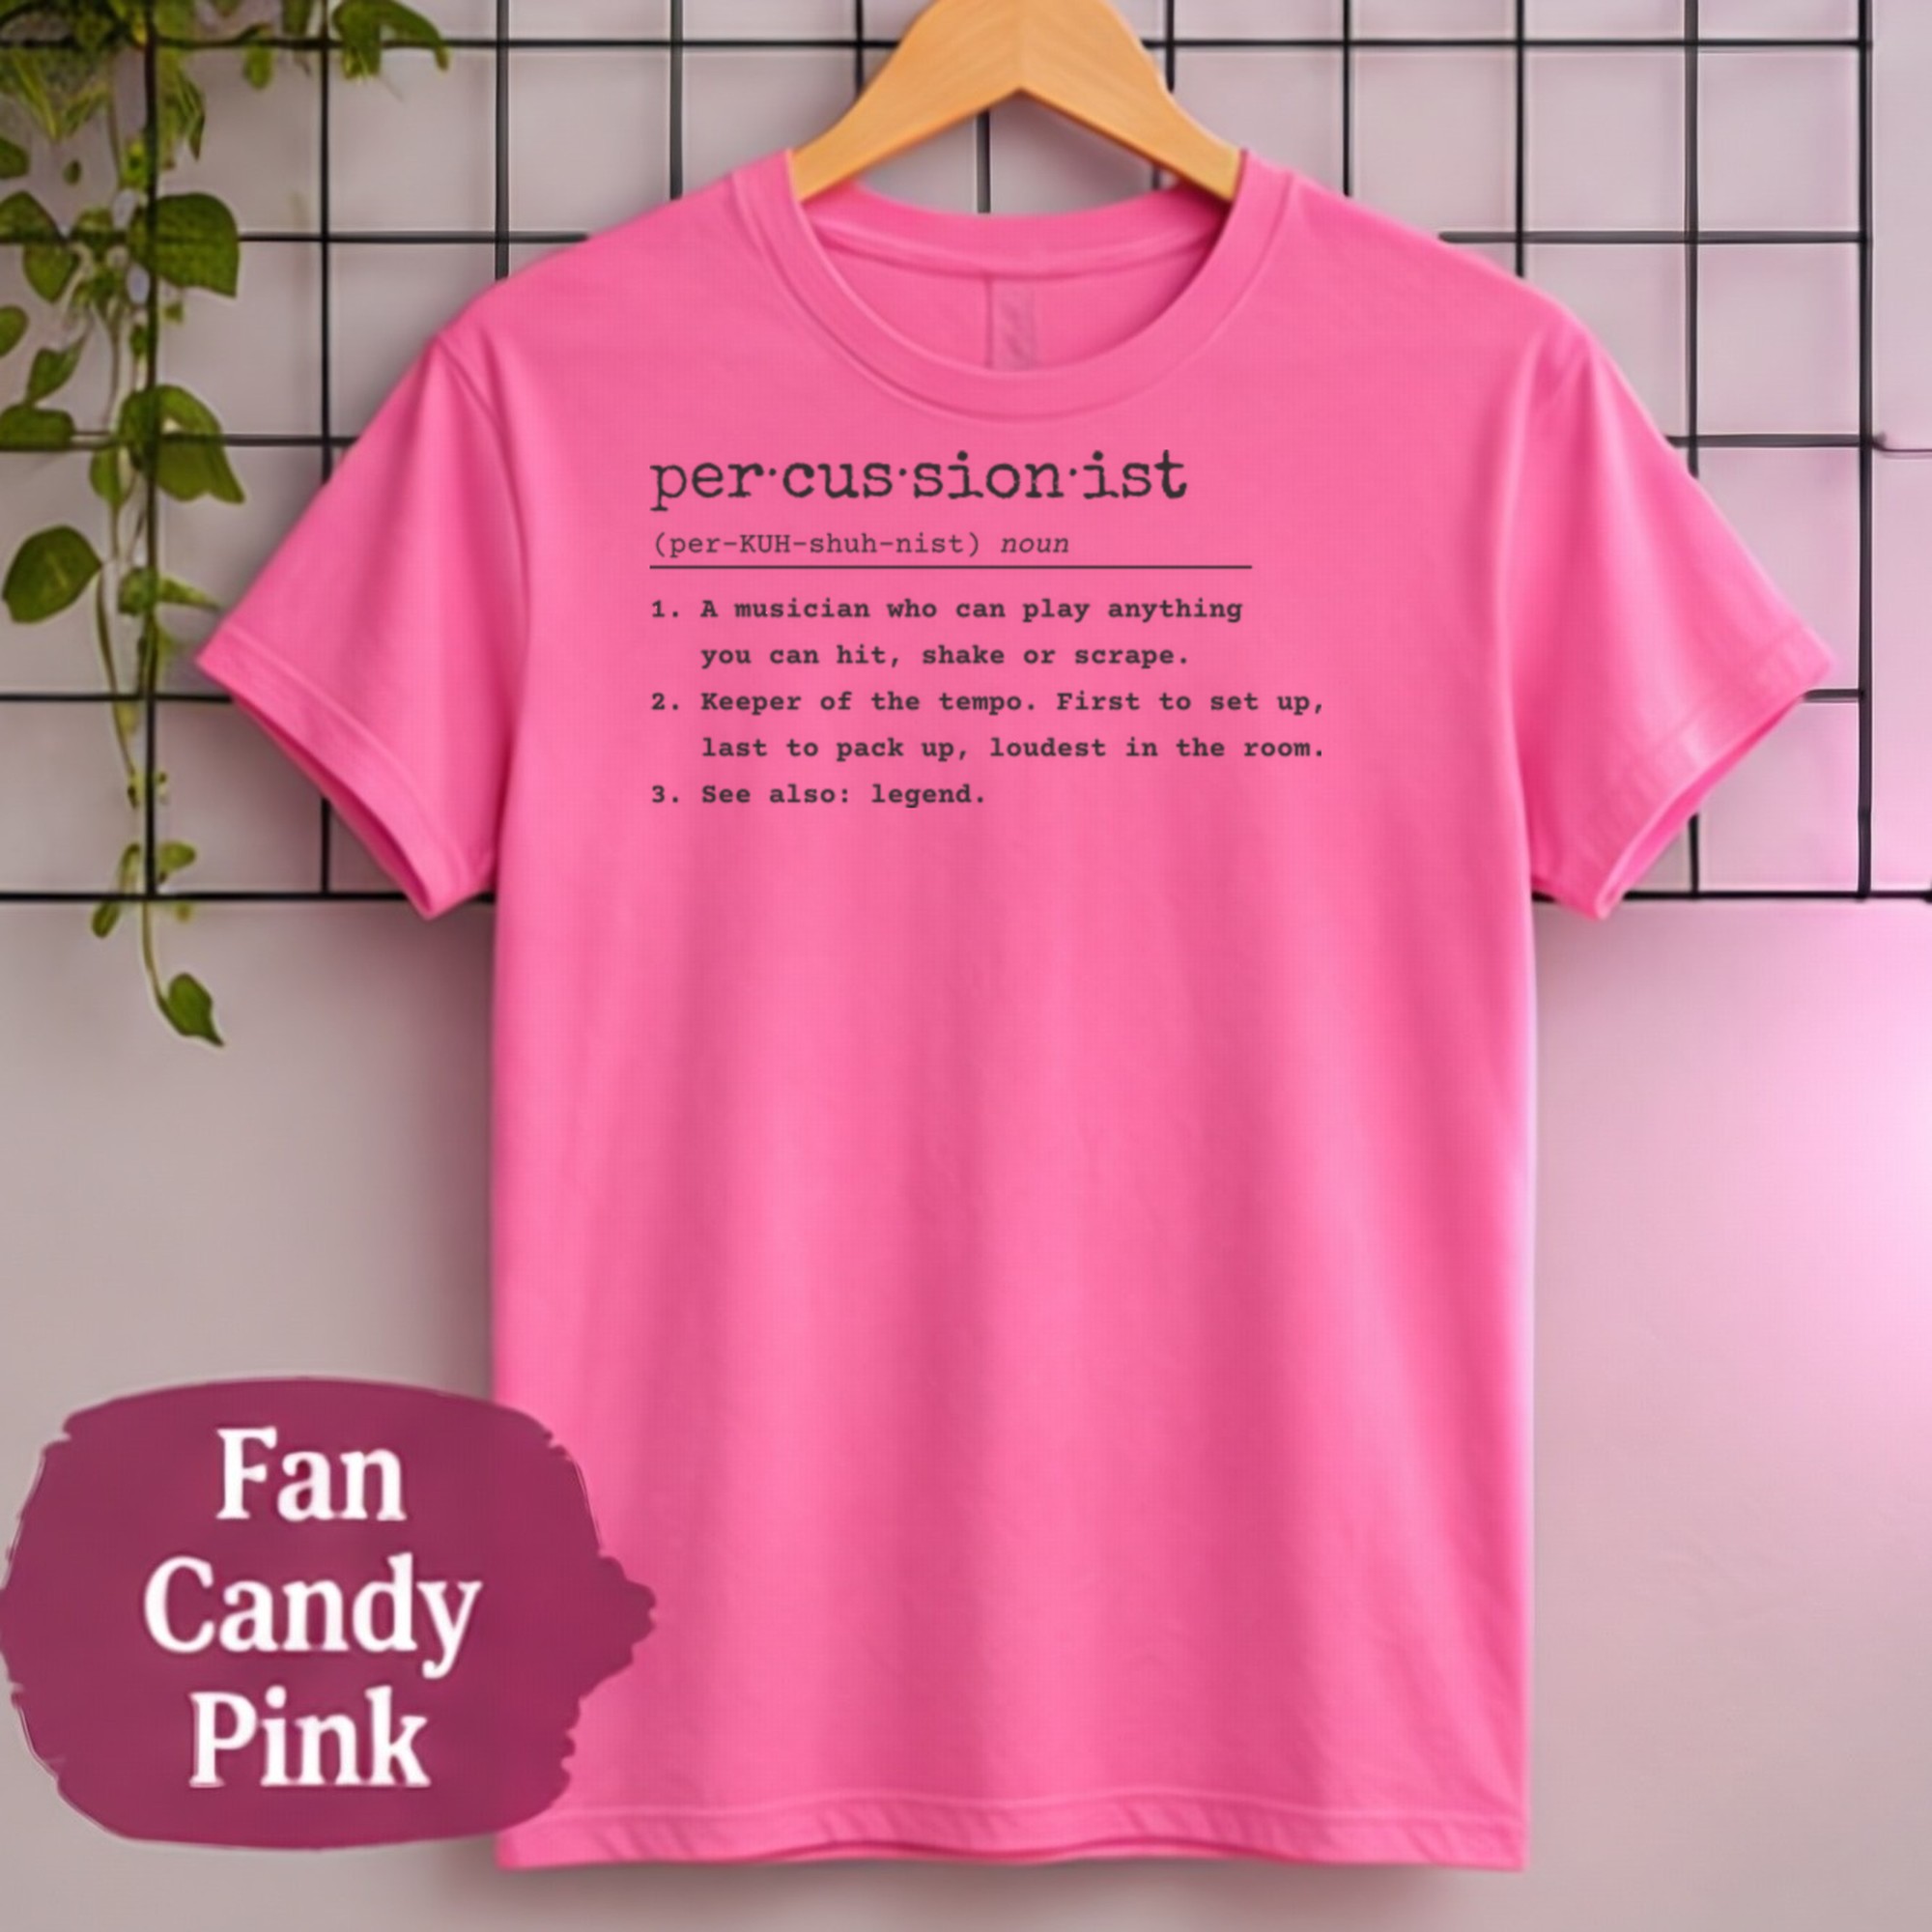 per·cus·sion·ist
(per-KUH-shuh-nist) noun
1. A musician who can play anything
you can hit, shake or scrape.
2. Keeper of the tempo. First to set up,
last to pack up, loudest in the room.
3. See also: legend.
Fan
Candy
Pink